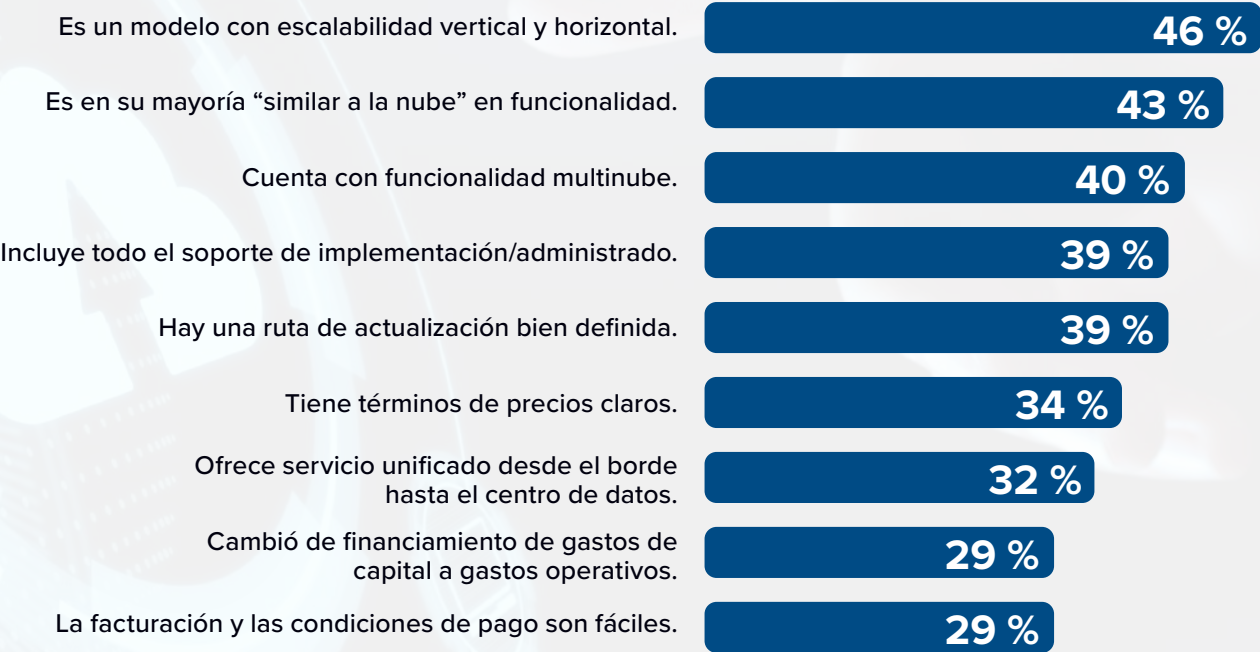 Es un modelo con escalabilidad vertical y horizontal.
46 %
Es en su mayoría “similar a la nube” en funcionalidad.
43 %
Cuenta con funcionalidad multinube.
40 %
Incluye todo el soporte de implementación/administrado.
39 %
Hay una ruta de actualización bien definida.
39 %
Tiene términos de precios claros.
34 %
Ofrece servicio unificado desde el borde
hasta el centro de datos.
32 %
Cambió de financiamiento de gastos de
capital a gastos operativos.
29 %
La facturación y las condiciones de pago son fáciles.
29 %